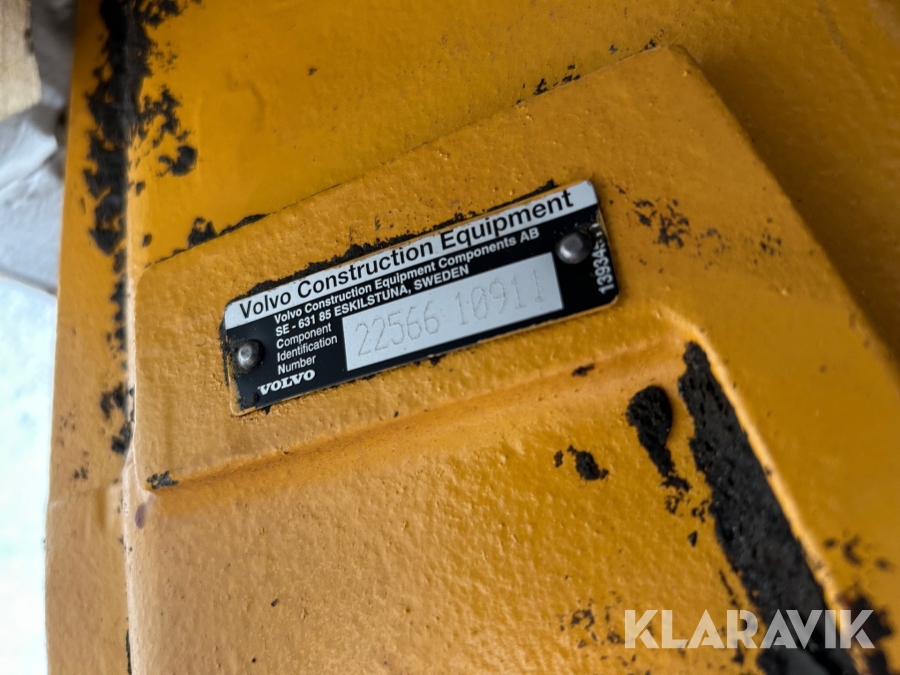 Volvo Construction Equipment
Volvo Construction Equipment Components AB
SE - 631 85 ESKILSTUNA, SWEDEN
Component
Identification
Number
22566 10911
VOLVO
KLARAVIK